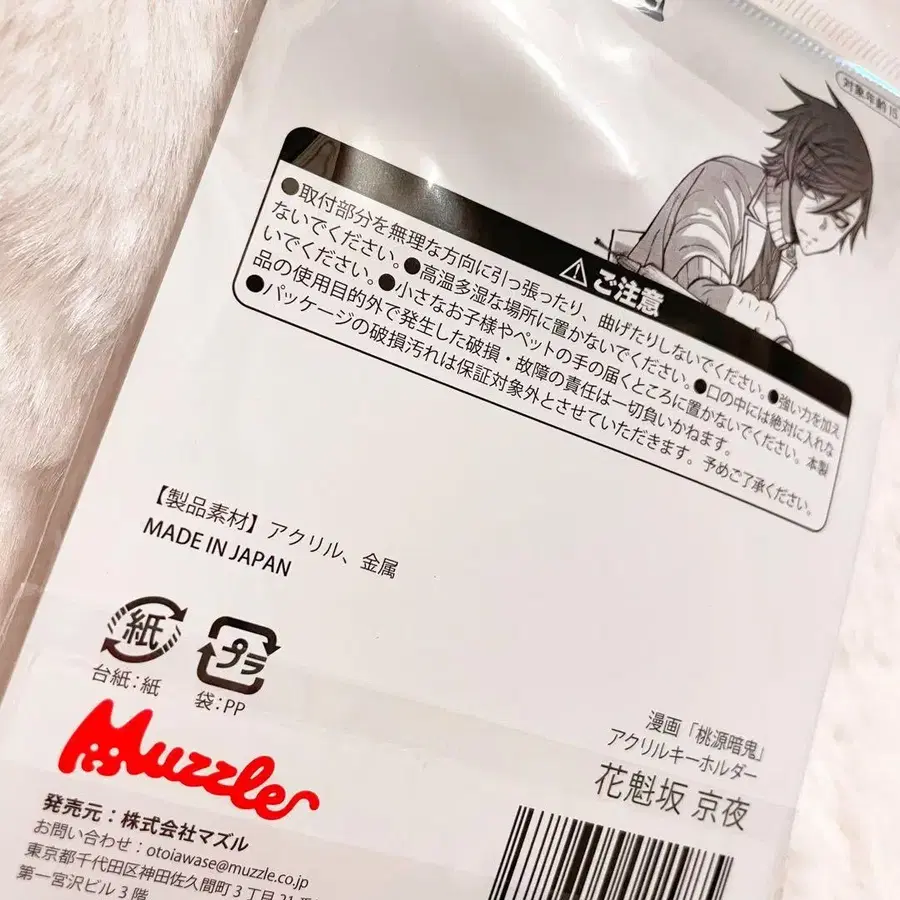 対象年齢15
⚠ ご注意
●取付部分を無理な方向に引っ張ったり、曲げたりしないでください。●強い力を加え
ないでください。●高温多湿な場所に置かないでください。●口の中には絶対に入れな
いでください。●小さなお子様やペットの手の届くところに置かないでください。本製
品の使用目的外で発生した破損・故障の責任は一切負いかねます。
●パッケージの破損汚れは保証対象外とさせていただきます。予めご了承ください。
【製品素材】アクリル、金属
MADE IN JAPAN
紙
台紙:紙
プラ
袋:PP
漫画「桃源暗鬼」
アクリルキーホルダー
花魁坂 京夜
Muzzle
発売元:株式会社マズル
お問い合わせ:otoiawase@muzzle.co.jp
東京都千代田区神田佐久間町3丁目21番
第一宮沢ビル3階